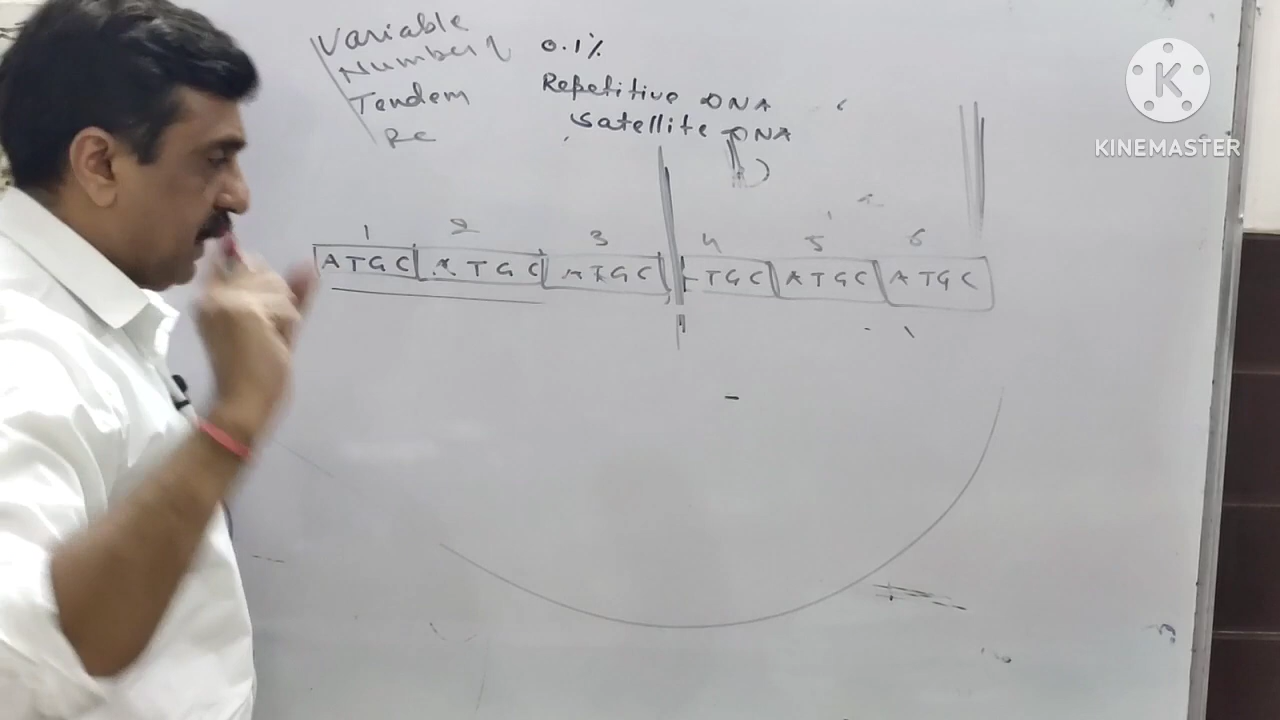 Variable
Number
Tendem
Re
0.1%
Repetitive DNA
Satellite DNA
1 2 3 4 5 6
ATGC ATGC ATGC TGC ATGC ATGC
K
KINEMASTER